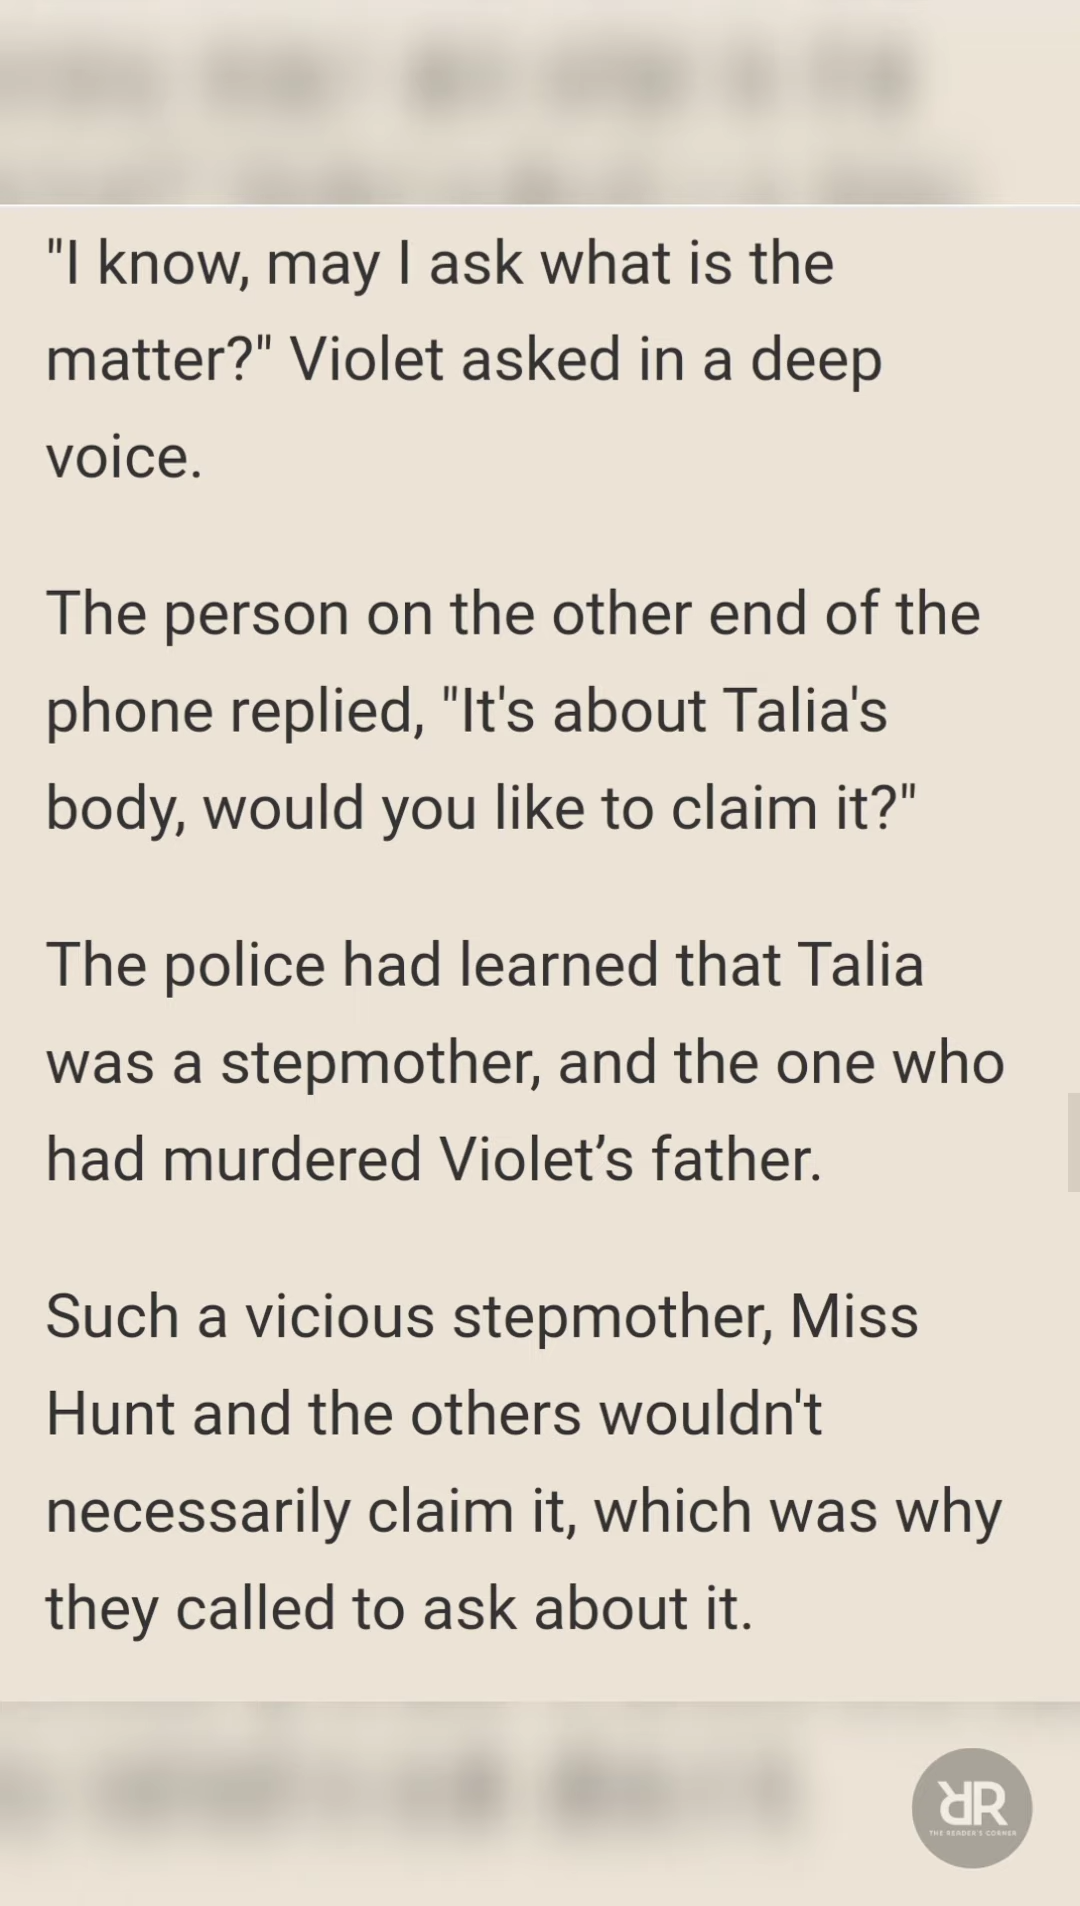 "I know, may I ask what is the
matter?" Violet asked in a deep
voice.
The person on the other end of the
phone replied, "It's about Talia's
body, would you like to claim it?"
The police had learned that Talia
was a stepmother, and the one who
had murdered Violet’s father.
Such a vicious stepmother, Miss
Hunt and the others wouldn't
necessarily claim it, which was why
they called to ask about it.
RR
THE READER'S CORNER